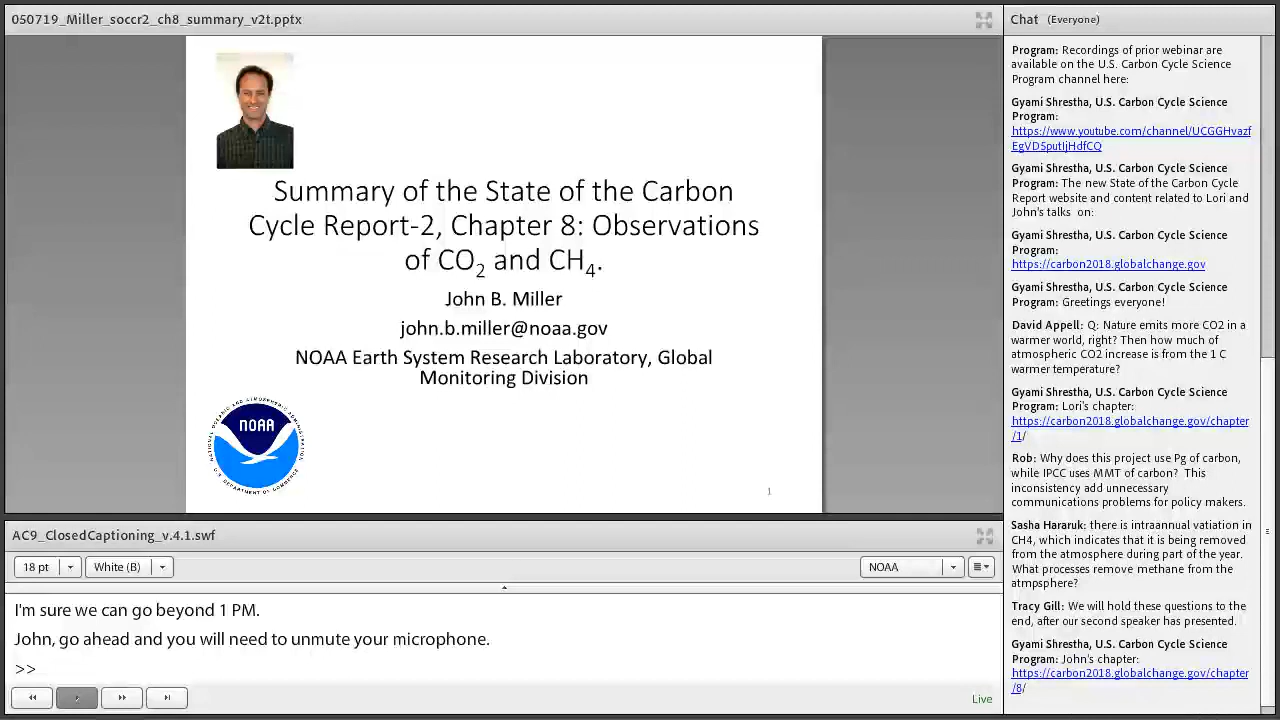 050719_Miller_soccr2_ch8_summary_v2t.pptx
Summary of the State of the Carbon
Cycle Report-2, Chapter 8: Observations
of CO2 and CH4.
John B. Miller
john.b.miller@noaa.gov
NOAA Earth System Research Laboratory, Global
Monitoring Division
NATIONAL OCEANIC AND ATMOSPHERIC ADMINISTRATION
NOAA
U.S. DEPARTMENT OF COMMERCE
1
AC9_ClosedCaptioning_v.4.1.swf
18 pt
White (B)
NOAA
I'm sure we can go beyond 1 PM.
John, go ahead and you will need to unmute your microphone.
>>
Live
Chat (Everyone)
Program: Recordings of prior webinar are
available on the U.S. Carbon Cycle Science
Program channel here:
Gyami Shrestha, U.S. Carbon Cycle Science
Program:
https://www.youtube.com/channel/UCGGHvazf
EgVD5putIjHdfCQ
Gyami Shrestha, U.S. Carbon Cycle Science
Program: The new State of the Carbon Cycle
Report website and content related to Lori and
John's talks on:
Gyami Shrestha, U.S. Carbon Cycle Science
Program:
https://carbon2018.globalchange.gov
Gyami Shrestha, U.S. Carbon Cycle Science
Program: Greetings everyone!
David Appell: Q: Nature emits more CO2 in a
warmer world, right? Then how much of
atmospheric CO2 increase is from the 1 C
warmer temperature?
Gyami Shrestha, U.S. Carbon Cycle Science
Program: Lori's chapter:
https://carbon2018.globalchange.gov/chapter
/1/
Rob: Why does this project use Pg of carbon,
while IPCC uses MMT of carbon? This
inconsistency add unnecessary
communications problems for policy makers.
Sasha Hararuk: there is intraannual vatiation in
CH4, which indicates that it is being removed
from the atmosphere during part of the year.
What processes remove methane from the
atmpsphere?
Tracy Gill: We will hold these questions to the
end, after our second speaker has presented.
Gyami Shrestha, U.S. Carbon Cycle Science
Program: John's chapter:
https://carbon2018.globalchange.gov/chapter
/8/